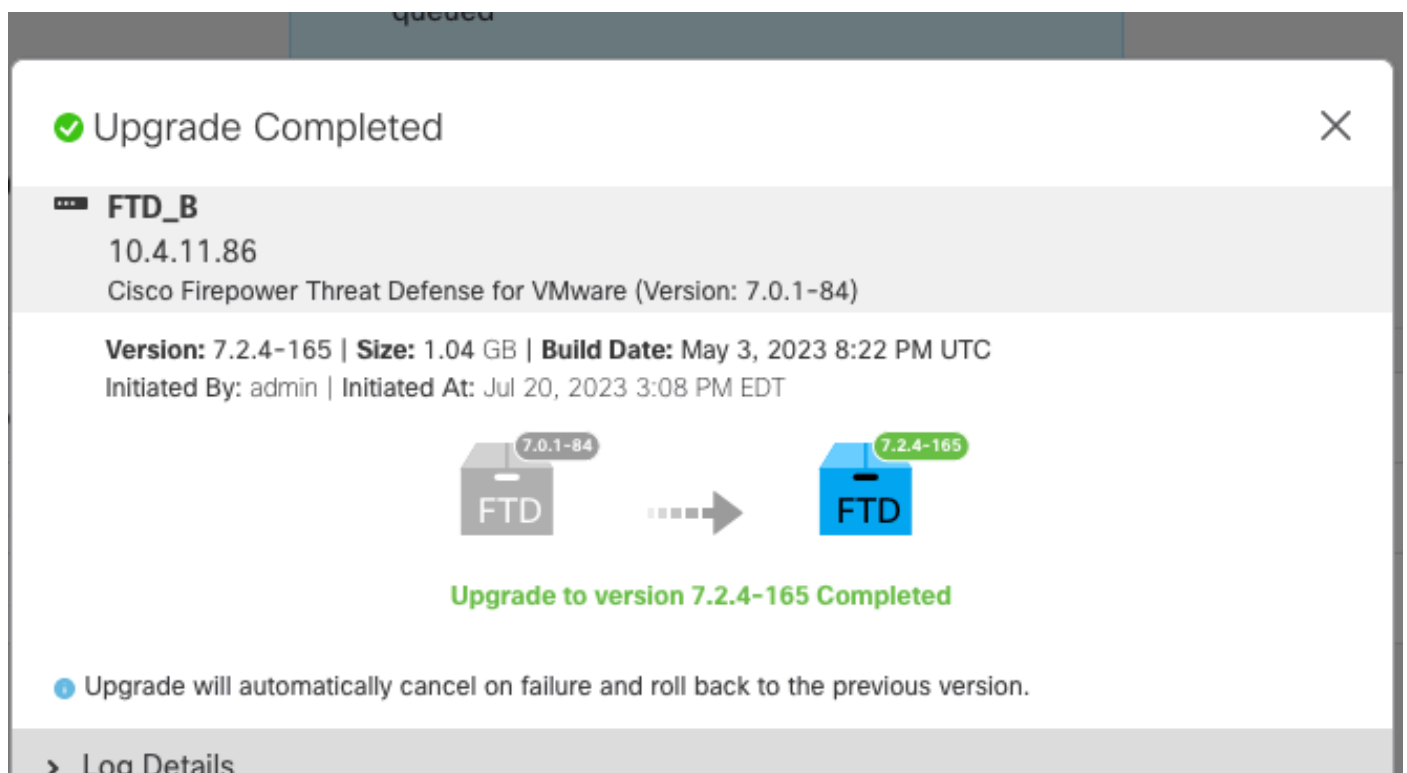 queued
Upgrade Completed
FTD_B
10.4.11.86
Cisco Firepower Threat Defense for VMware (Version: 7.0.1-84)
Version: 7.2.4-165 | Size: 1.04 GB | Build Date: May 3, 2023 8:22 PM UTC
Initiated By: admin | Initiated At: Jul 20, 2023 3:08 PM EDT
7.0.1-84
7.2.4-165
FTD
FTD
Upgrade to version 7.2.4-165 Completed
Upgrade will automatically cancel on failure and roll back to the previous version.
Log Details